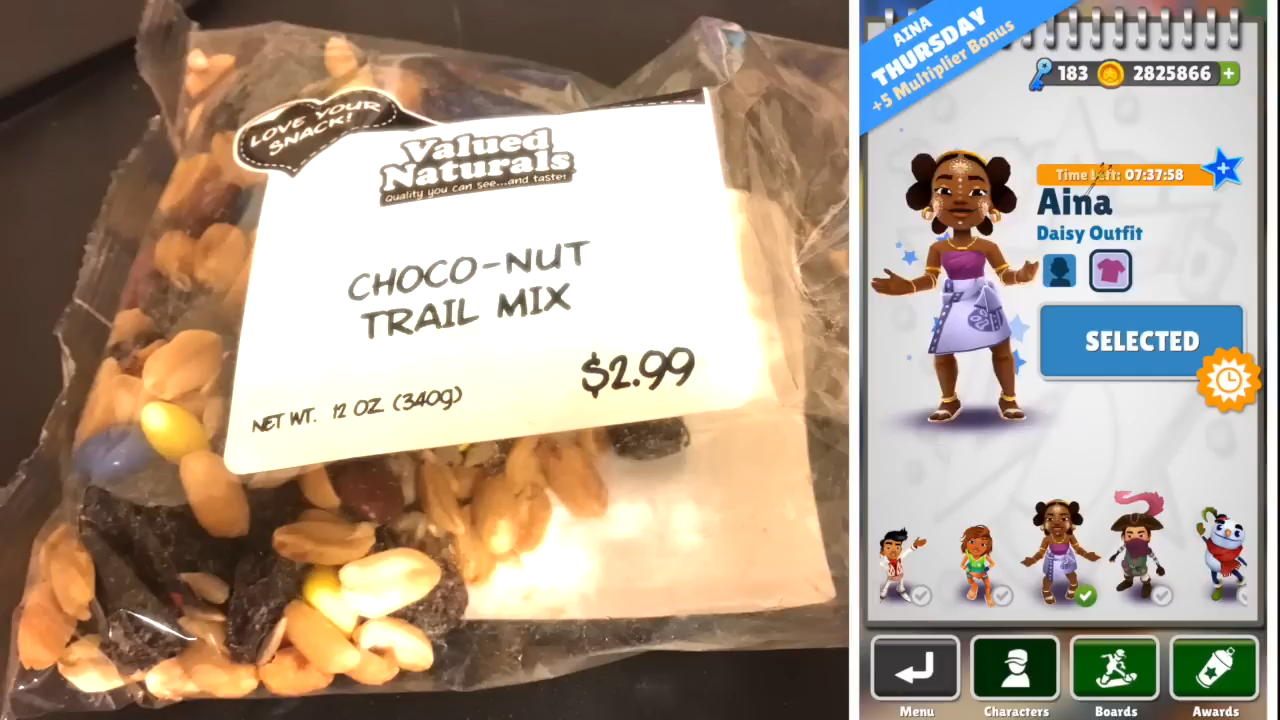 LOVE YOUR
SNACK!
Valued
Naturals
Quality you can see...and taste!
CHOCO-NUT
TRAIL MIX
$2.99
NET WT. 12 OZ. (340g)
AINA
THURSDAY
+5 Multiplier Bonus
183
2825866
Time Left: 07:37:58
Aina
Daisy Outfit
SELECTED
Menu
Characters
Boards
Awards